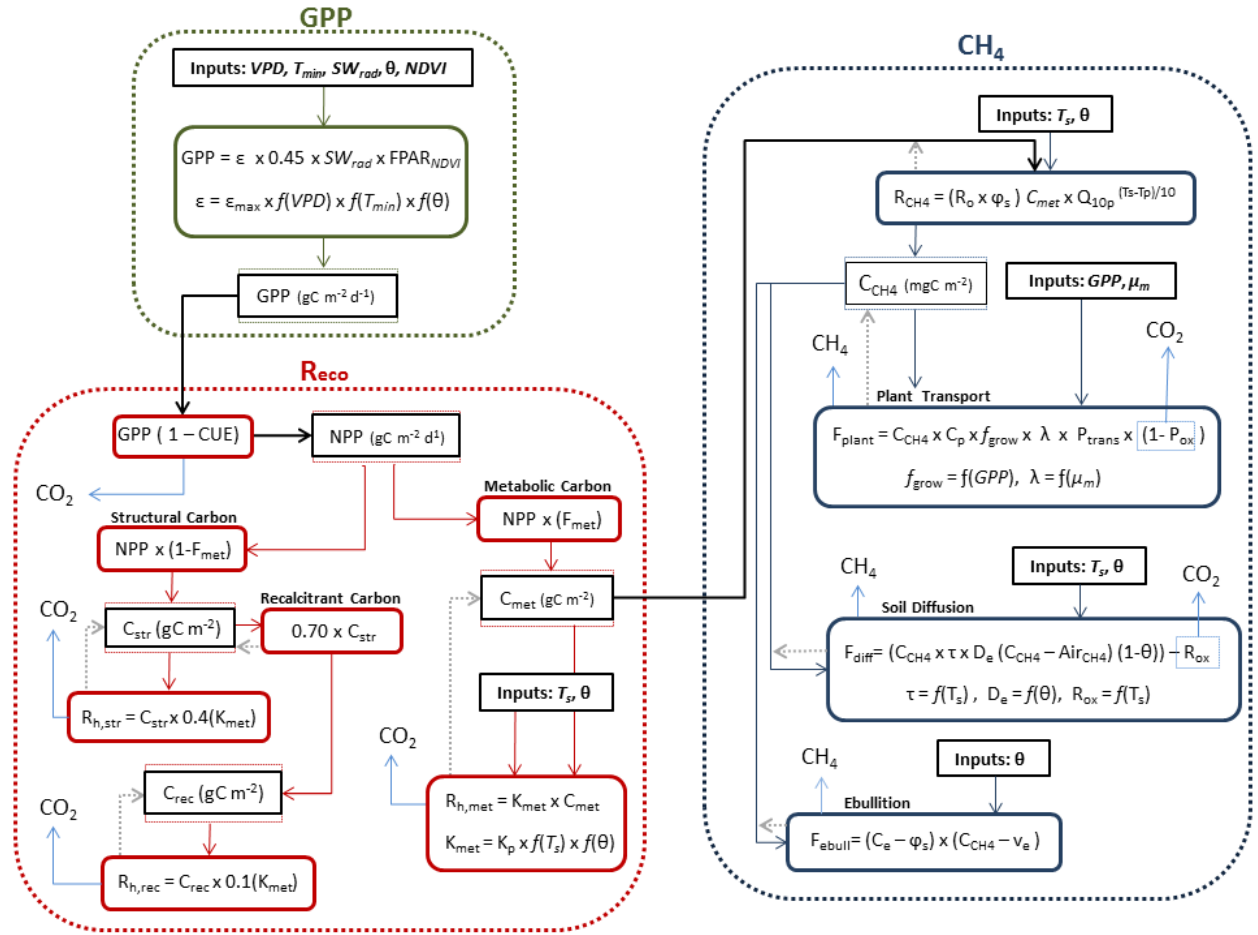 GPP
Inputs: VPD, Tmin, SWrad, θ, NDVI
GPP = ε x 0.45 x SWrad x FPARNDVI
ε = εmax x f(VPD) x f(Tmin) x f(θ)
GPP (gC m-2 d-1)
Reco
GPP ( 1 – CUE)
NPP (gC m-2 d1)
CO2
Structural Carbon
NPP x (1-Fmet)
Metabolic Carbon
NPP x (Fmet)
CO2
Cstr (gC m-2)
Recalcitrant Carbon
0.70 x Cstr
Cmet (gC m-2)
Rh,str = Cstr x 0.4(Kmet)
Inputs: Ts, θ
CO2
Crec (gC m-2)
CO2
Rh,met = Kmet x Cmet
Kmet = Kp x f(Ts) x f(θ)
Rh,rec = Crec x 0.1(Kmet)
CH4
Inputs: Ts, θ
RCH4 = (Ro x φs ) Cmet x Q10p (Ts-Tp)/10
CCH4 (mgC m-2)
Inputs: GPP, μm
CH4
CO2
Plant Transport
Fplant = CCH4 x Cp x fgrow x λ x Ptrans x (1- Pox )
fgrow = f(GPP), λ = f(μm)
Inputs: Ts, θ
CH4
CO2
Soil Diffusion
Fdiff= (CCH4 x τ x De (CCH4 – AirCH4) (1-θ)) – Rox
τ = f(Ts) , De = f(θ), Rox = f(Ts)
Inputs: θ
CH4
Ebullition
Febull = (Ce – φs) x (CCH4 – ve )